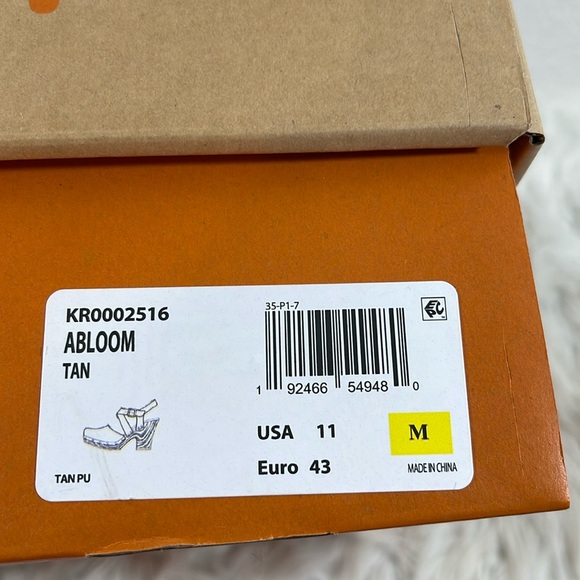 KR0002516
ABLOOM
TAN
TAN PU
35-P1-7
1 92466 54948 0
USA 11
M
Euro 43
MADE IN CHINA